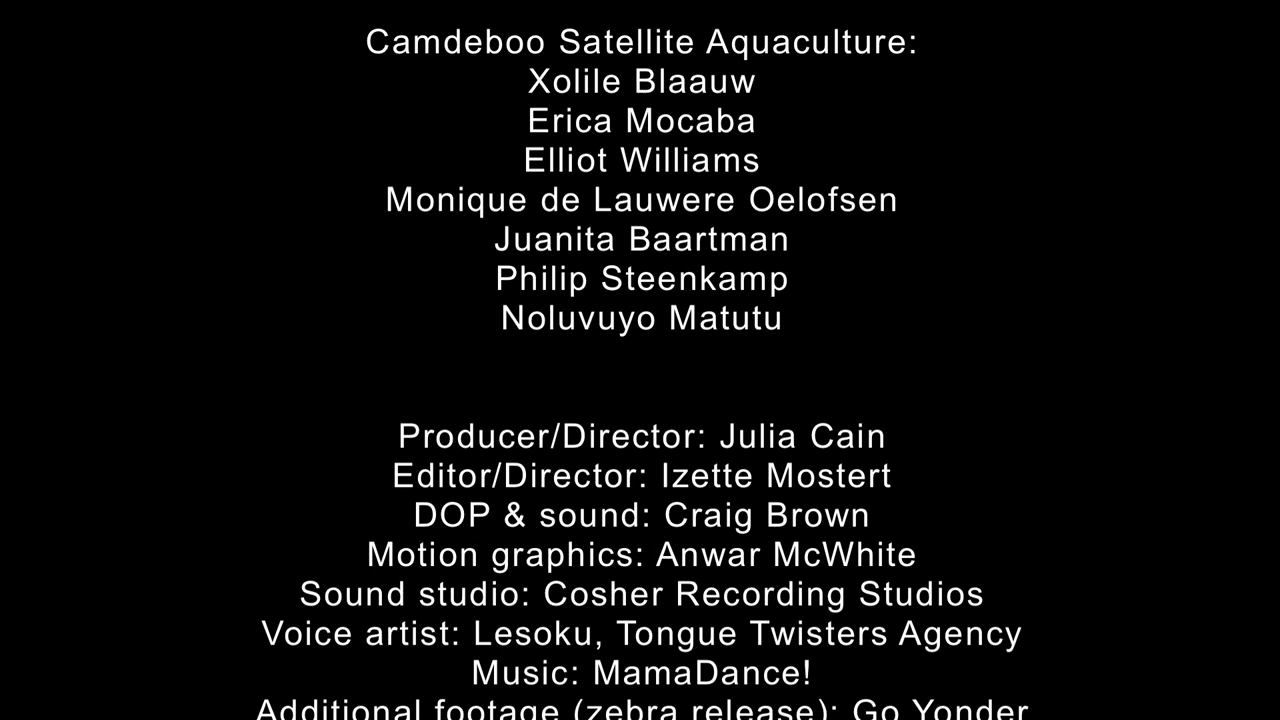 Camdeboo Satellite Aquaculture:
Xolile Blaauw
Erica Mocaba
Elliot Williams
Monique de Lauwere Oelofsen
Juanita Baartman
Philip Steenkamp
Noluvuyo Matutu
Producer/Director: Julia Cain
Editor/Director: Izette Mostert
DOP & sound: Craig Brown
Motion graphics: Anwar McWhite
Sound studio: Cosher Recording Studios
Voice artist: Lesoku, Tongue Twisters Agency
Music: MamaDance!
Additional footage (zebra release): Go Yonder